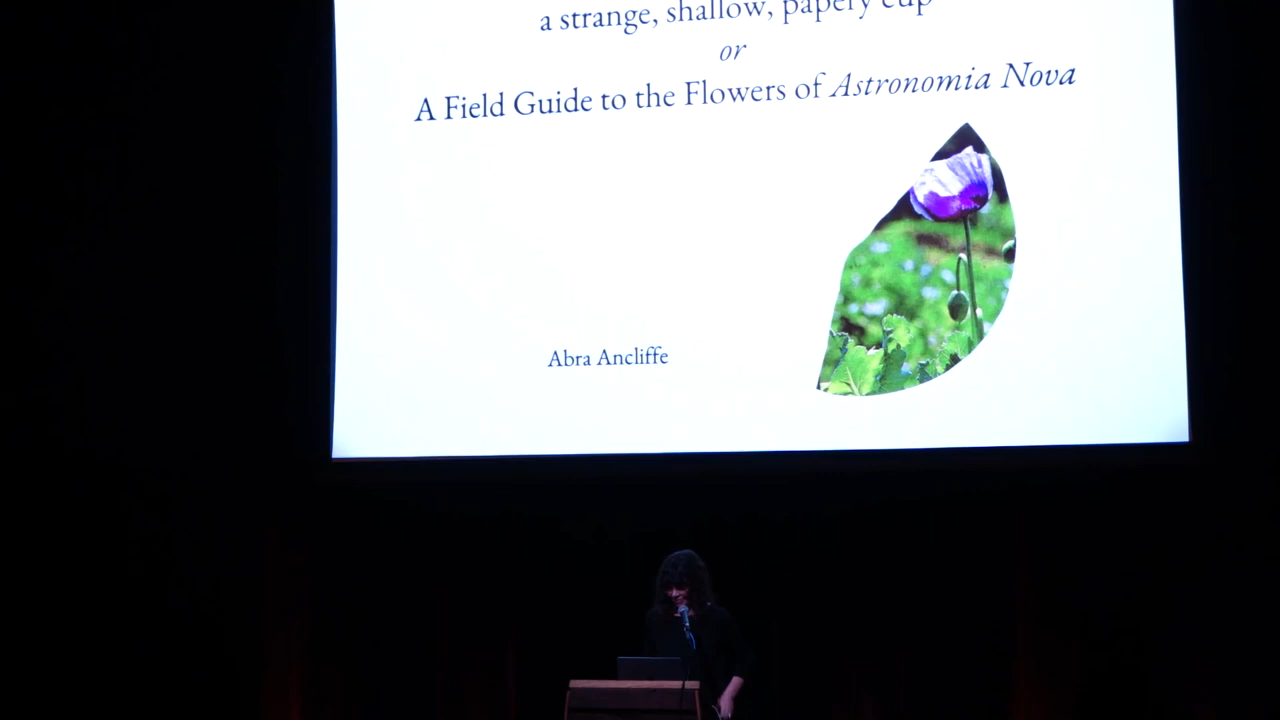 a strange, shallow, papery cup
or
A Field Guide to the Flowers of Astronomia Nova
Abra Ancliffe